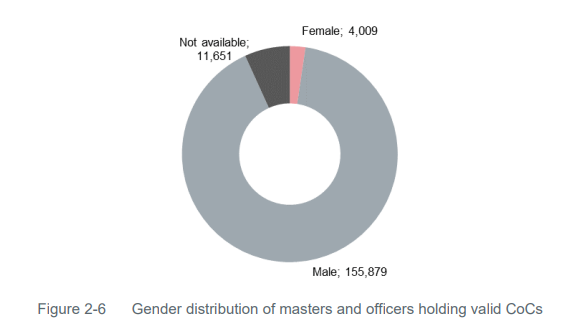 Female; 4,009
Not available;
11,651
Male; 155,879
Figure 2-6 Gender distribution of masters and officers holding valid CoCs